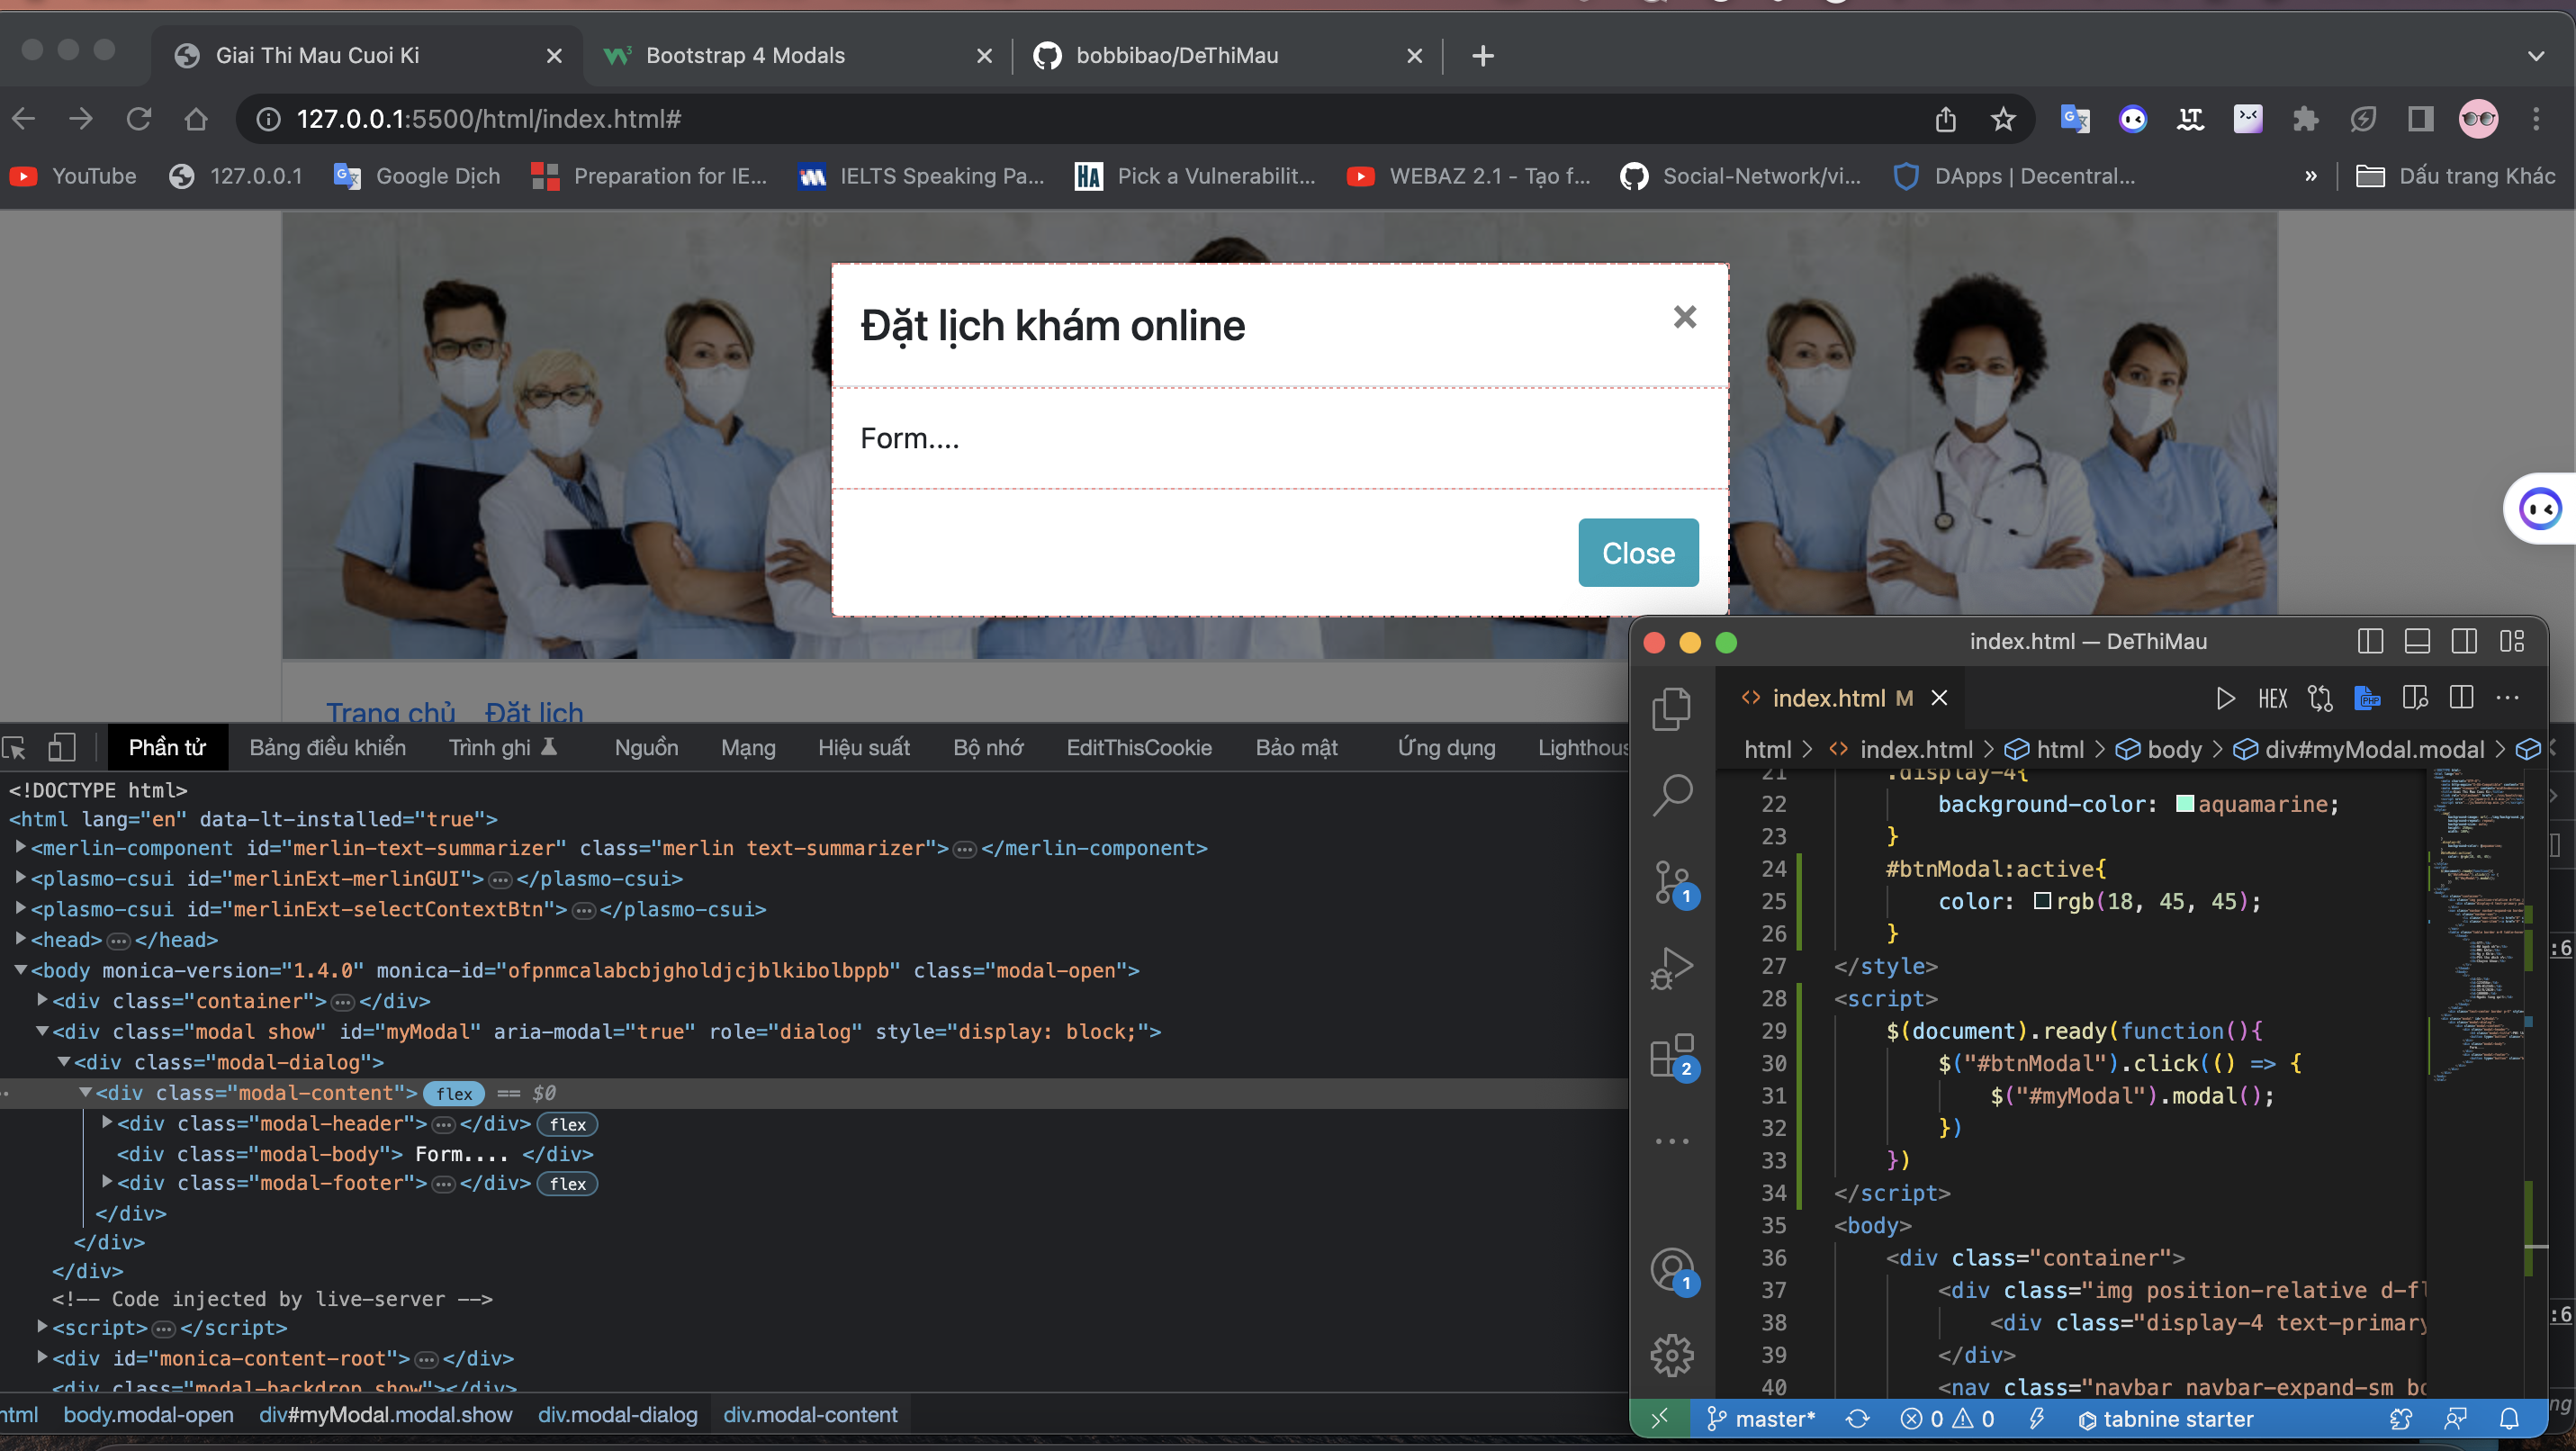 Giai Thi Mau Cuoi Ki
Bootstrap 4 Modals
bobbibao/DeThiMau
127.0.0.1:5500/html/index.html#
YouTube
127.0.0.1
Google Dịch
Preparation for IE...
IELTS Speaking Pa...
Pick a Vulnerabilit...
WEBAZ 2.1 - Tạo f...
Social-Network/vi...
DApps | Decentral...
»
Dấu trang Khác
Đặt lịch khám online
×
Form....
Close
Trang chủ Đặt lịch
Phần tử
Bảng điều khiển
Trình ghi
Nguồn
Mạng
Hiệu suất
Bộ nhớ
EditThisCookie
Bảo mật
Ứng dụng
Lighthous
<!DOCTYPE html>
<html lang="en" data-lt-installed="true">
<merlin-component id="merlin-text-summarizer" class="merlin text-summarizer">…</merlin-component>
<plasmo-csui id="merlinExt-merlinGUI">…</plasmo-csui>
<plasmo-csui id="merlinExt-selectContextBtn">…</plasmo-csui>
<head>…</head>
<body monica-version="1.4.0" monica-id="ofpnmcalabcbjgholdjcjblkibolbppb" class="modal-open">
<div class="container">…</div>
<div class="modal show" id="myModal" aria-modal="true" role="dialog" style="display: block;">
<div class="modal-dialog">
<div class="modal-content"> flex == $0
<div class="modal-header">…</div> flex
<div class="modal-body"> Form.... </div>
<div class="modal-footer">…</div> flex
</div>
</div>
</div>
<!-- Code injected by live-server -->
<script>…</script>
<div id="monica-content-root">…</div>
<div class="modal-backdrop show"></div>
html body.modal-open div#myModal.modal.show div.modal-dialog div.modal-content
index.html — DeThiMau
index.html M
HEX
PHP
html > index.html > html > body > div#myModal.modal >
21 .display-4{
22 background-color: aquamarine;
23 }
24 #btnModal:active{
25 color: rgb(18, 45, 45);
26 }
27 </style>
28 <script>
29 $(document).ready(function(){
30 $("#btnModal").click(() => {
31 $("#myModal").modal();
32 })
33 })
34 </script>
35 <body>
36 <div class="container">
37 <div class="img position-relative d-fl
38 <div class="display-4 text-primary
39 </div>
40 <nav class="navbar navbar-expand-sm bo
1
2
1
:6
:6
master* 0 0 tabnine starter